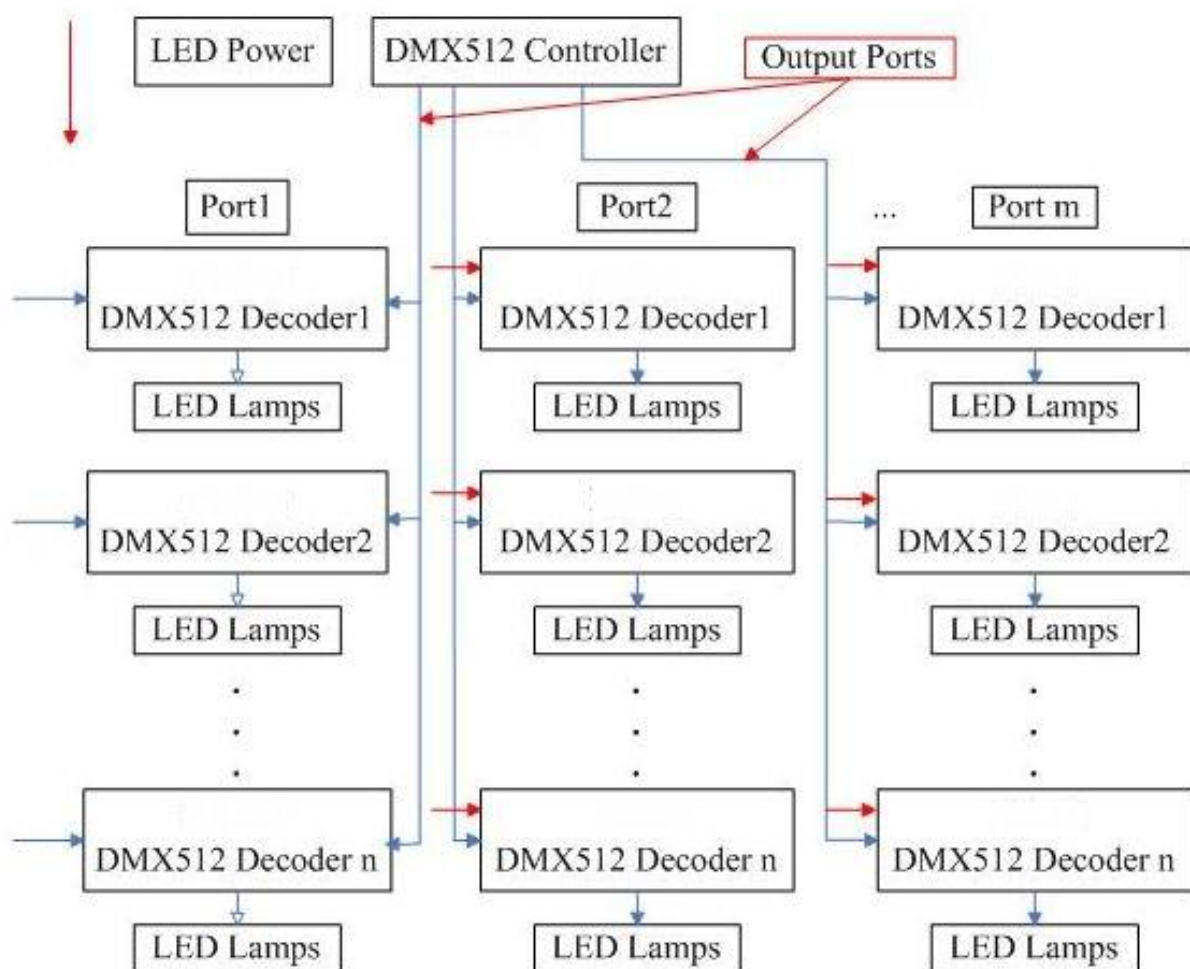 LED Power
DMX512 Controller
Output Ports
Port1
Port2
...
Port m
DMX512 Decoder1
DMX512 Decoder1
DMX512 Decoder1
LED Lamps
LED Lamps
LED Lamps
DMX512 Decoder2
DMX512 Decoder2
DMX512 Decoder2
LED Lamps
LED Lamps
LED Lamps
DMX512 Decoder n
DMX512 Decoder n
DMX512 Decoder n
LED Lamps
LED Lamps
LED Lamps